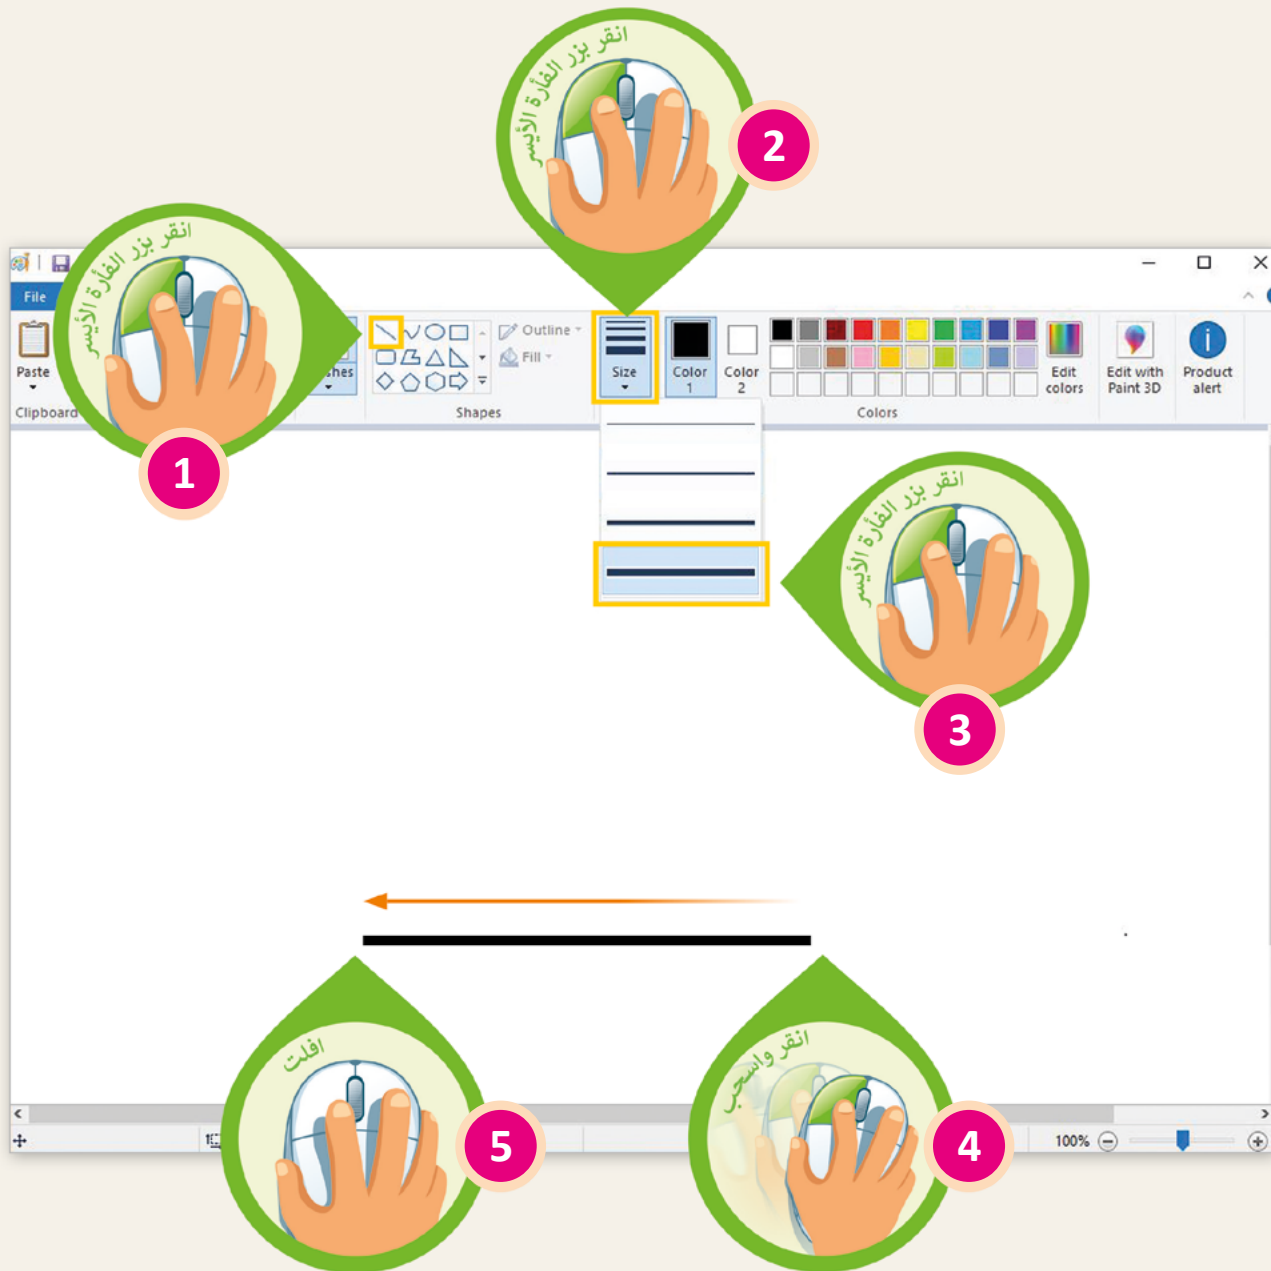 انقر بزر الفأرة الأيسر
2
انقر بزر الفأرة الأيسر
1
File
Paste
Clipboard
Shapes
Outline
Fill
Size
Color
1
Color
2
Colors
Edit
colors
Edit with
Paint 3D
Product
alert
انقر بزر الفأرة الأيسر
3
انقر واسحب
4
افلت
5
100%